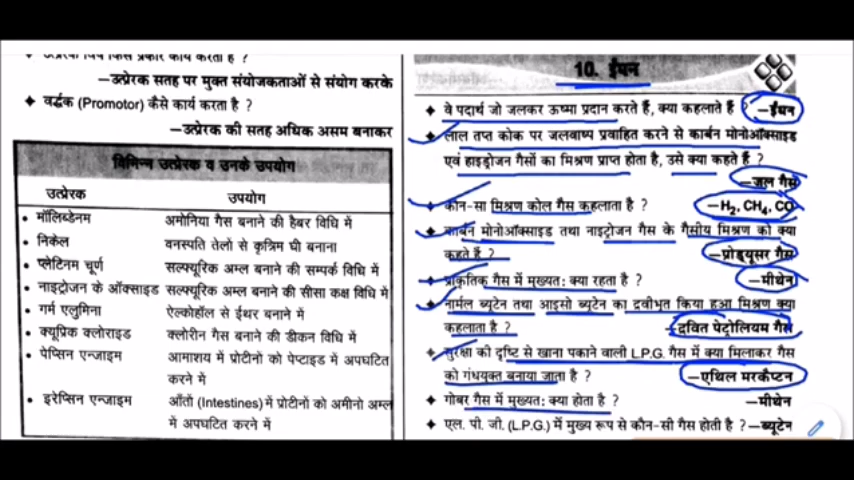 उत्प्रेरक विष किस प्रकार कार्य करता है ?
–उत्प्रेरक सतह पर मुक्त संयोजकताओं से संयोग करके
वर्द्धक (Promotor) कैसे कार्य करता है ?
–उत्प्रेरक की सतह अधिक असम बनाकर
विभिन्न उत्प्रेरक व उनके उपयोग
उत्प्रेरक उपयोग
• मॉलिब्डेनम अमोनिया गैस बनाने की हैबर विधि में
• निकेल वनस्पति तेलों से कृत्रिम घी बनाना
• प्लेटिनम चूर्ण सल्फ्यूरिक अम्ल बनाने की सम्पर्क विधि में
• नाइट्रोजन के ऑक्साइड सल्फ्यूरिक अम्ल बनाने की सीसा कक्ष विधि में
• गर्म एलुमिना ऐल्कोहॉल से ईथर बनाने में
• क्यूप्रिक क्लोराइड क्लोरीन गैस बनाने की डीकन विधि में
• पेप्सिन एन्जाइम आमाशय में प्रोटीनों को पेप्टाइड में अपघटित
करने में
• इरेप्सिन एन्जाइम आँतों (Intestines) में प्रोटीनों को अमीनो अम्ल
में अपघटित करने में
10. ईंधन
वे पदार्थ जो जलकर ऊष्मा प्रदान करते हैं, क्या कहलाते हैं ? –ईंधन
लाल तप्त कोक पर जलवाष्प प्रवाहित करने से कार्बन मोनोऑक्साइड
एवं हाइड्रोजन गैसों का मिश्रण प्राप्त होता है, उसे क्या कहते हैं ?
–जल गैस
कौन-सा मिश्रण कोल गैस कहलाता है ? –H₂, CH₄, CO
कार्बन मोनोऑक्साइड तथा नाइट्रोजन गैस के गैसीय मिश्रण को क्या
कहते हैं ? –प्रोड्यूसर गैस
प्राकृतिक गैस में मुख्यत: क्या रहता है ? –मीथेन
नार्मल ब्यूटेन तथा आइसो ब्यूटेन का द्रवीभूत किया हुआ मिश्रण क्या
कहलाता है ? –द्रवित पेट्रोलियम गैस
सुरक्षा की दृष्टि से खाना पकाने वाली L.P.G. गैस में क्या मिलाकर गैस
को गंधयुक्त बनाया जाता है ? –एथिल मरकैप्टन
गोबर गैस में मुख्यत: क्या होता है ? –मीथेन
एल. पी. जी. (L.P.G.) में मुख्य रूप से कौन-सी गैस होती है ? –ब्यूटेन